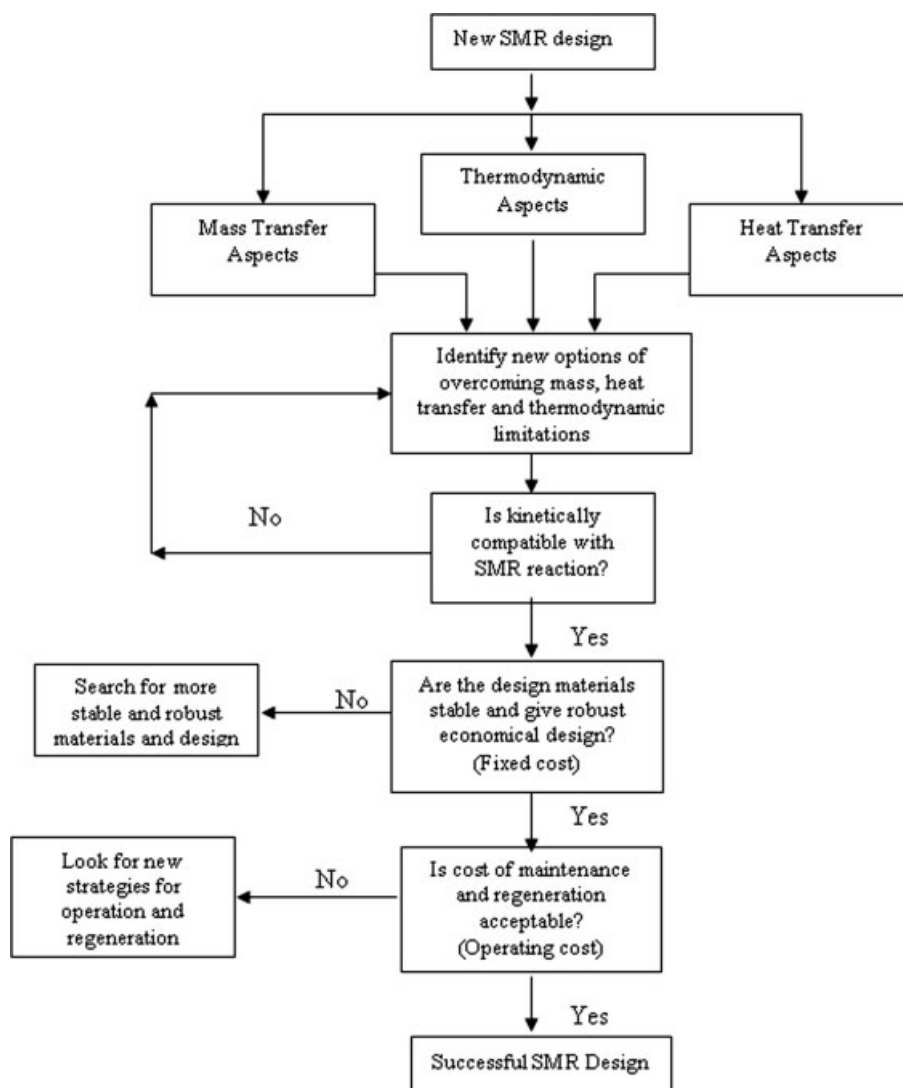 New SMR design
Thermodynamic
Aspects
Mass Transfer
Aspects
Heat Transfer
Aspects
Identify new options of
overcoming mass, heat
transfer and thermodynamic
limitations
No
Is kinetically
compatible with
SMR reaction?
Yes
Search for more
stable and robust
materials and design
No
Are the design materials
stable and give robust
economical design?
(Fixed cost)
Yes
Look for new
strategies for
operation and
regeneration
No
Is cost of maintenance
and regeneration
acceptable?
(Operating cost)
Yes
Successful SMR Design